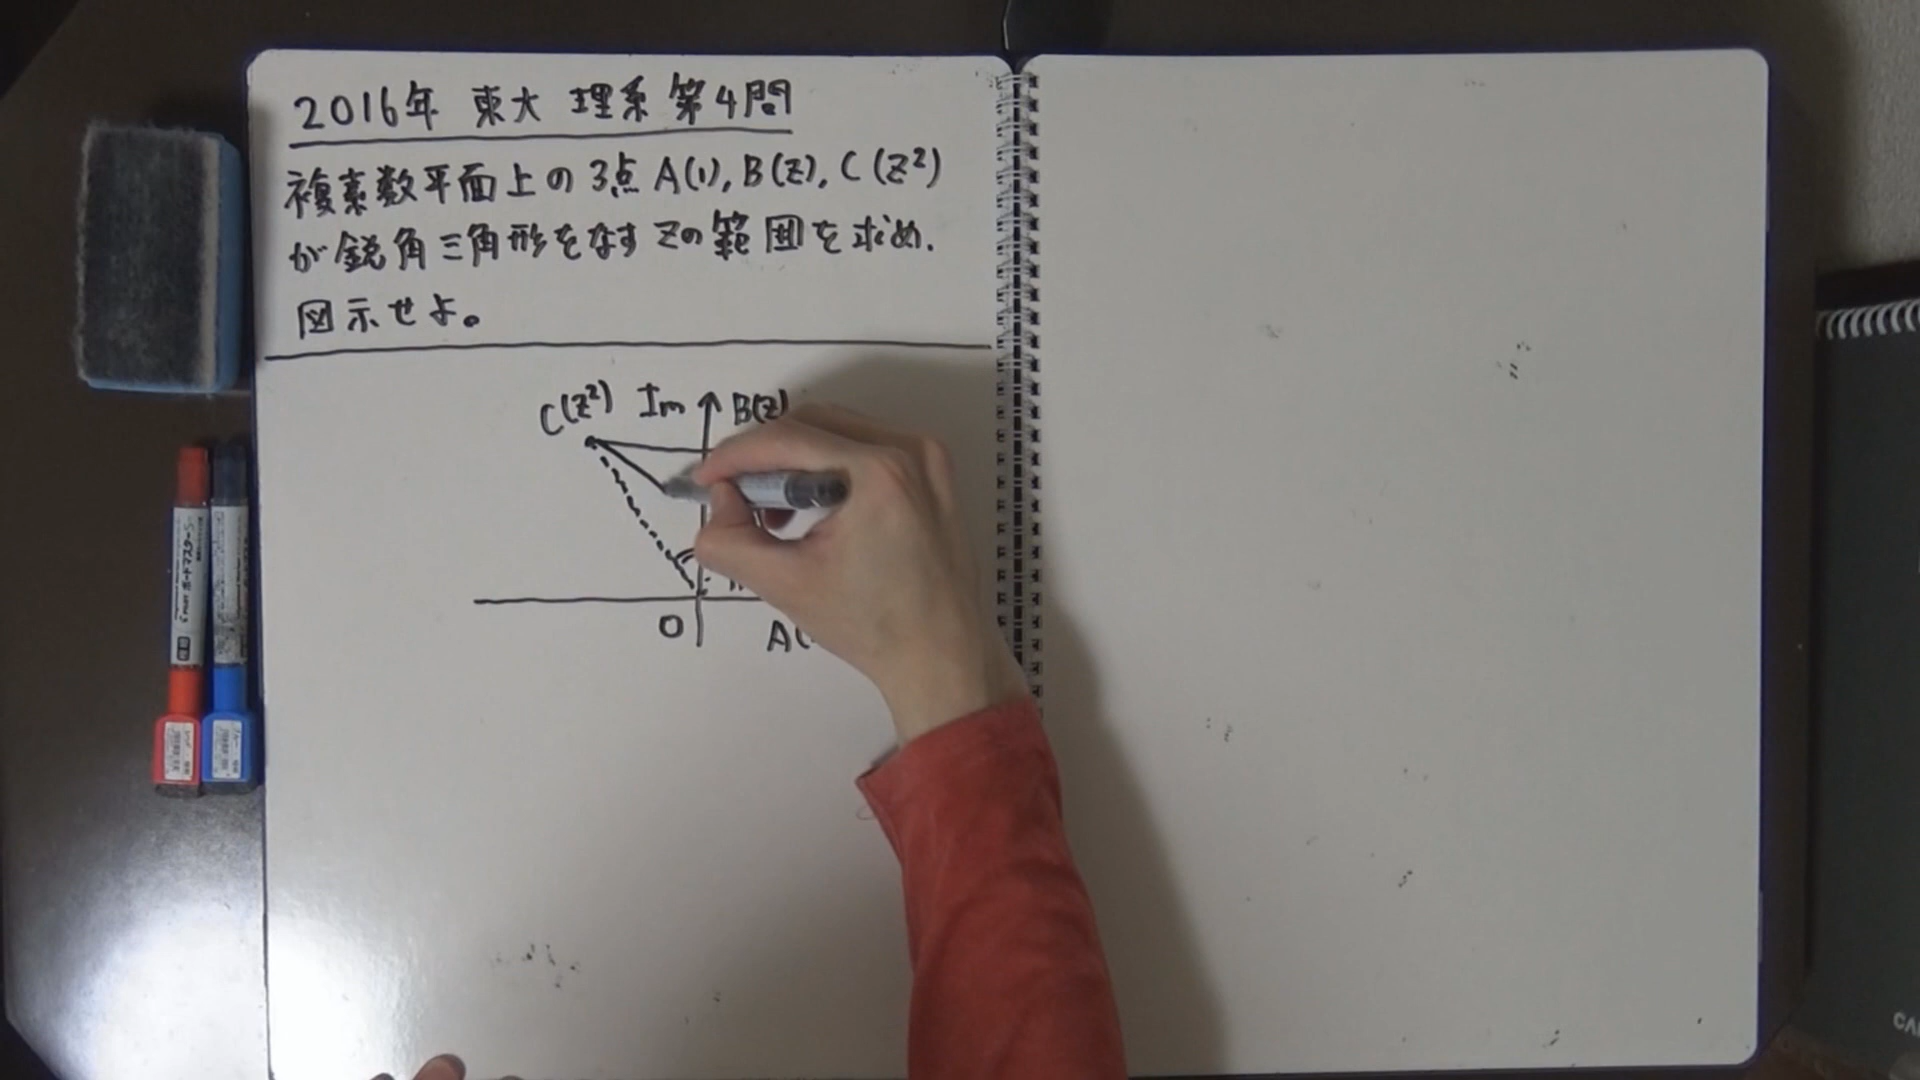 2016年 東大 理系 第4問
複素数平面上の3点 A(1), B(z), C(z²)
が鋭角三角形をなすzの範囲を求め.
図示せよ。
C(z²) Im B(z)
O A(